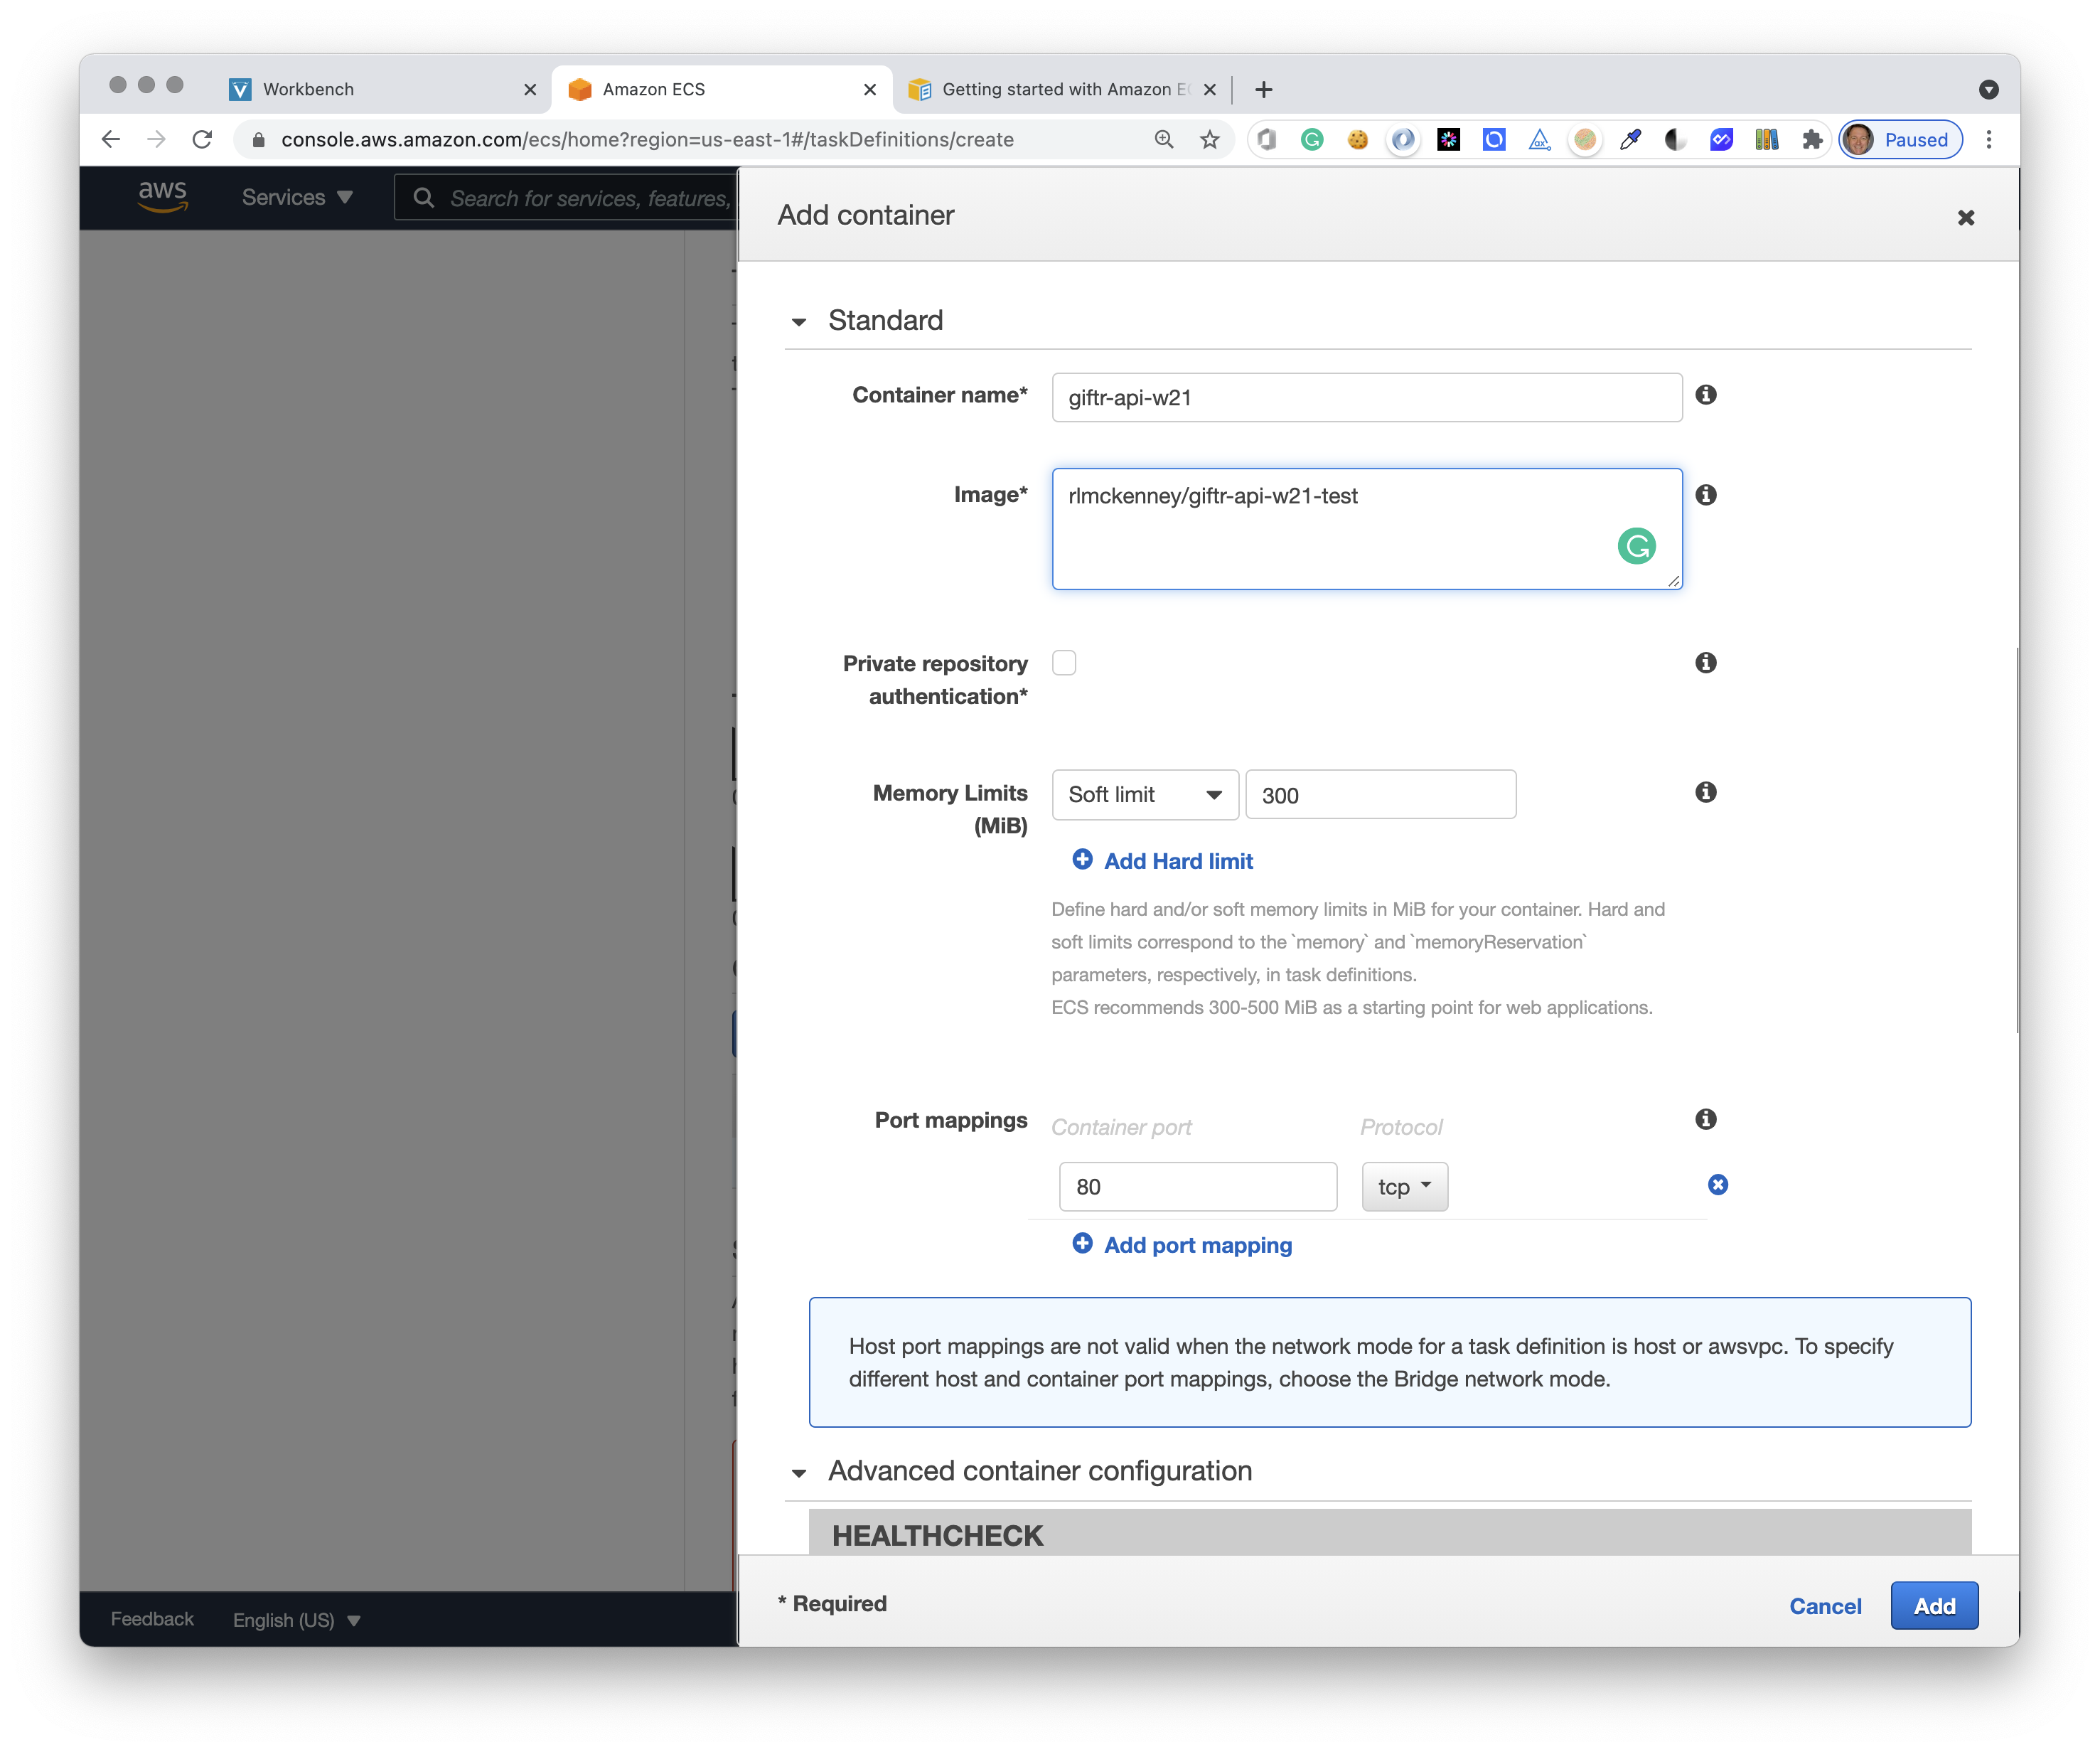 Workbench
Amazon ECS
Getting started with Amazon E
console.aws.amazon.com/ecs/home?region=us-east-1#/taskDefinitions/create
Paused
aws
Services
Search for services, features,
Add container
Standard
Container name*
giftr-api-w21
Image*
rlmckenney/giftr-api-w21-test
Private repository
authentication*
Memory Limits
(MiB)
Soft limit
300
Add Hard limit
Define hard and/or soft memory limits in MiB for your container. Hard and
soft limits correspond to the `memory` and `memoryReservation`
parameters, respectively, in task definitions.
ECS recommends 300-500 MiB as a starting point for web applications.
Port mappings
Container port
Protocol
80
tcp
Add port mapping
Host port mappings are not valid when the network mode for a task definition is host or awsvpc. To specify
different host and container port mappings, choose the Bridge network mode.
Advanced container configuration
HEALTHCHECK
* Required
Cancel
Add
Feedback
English (US)